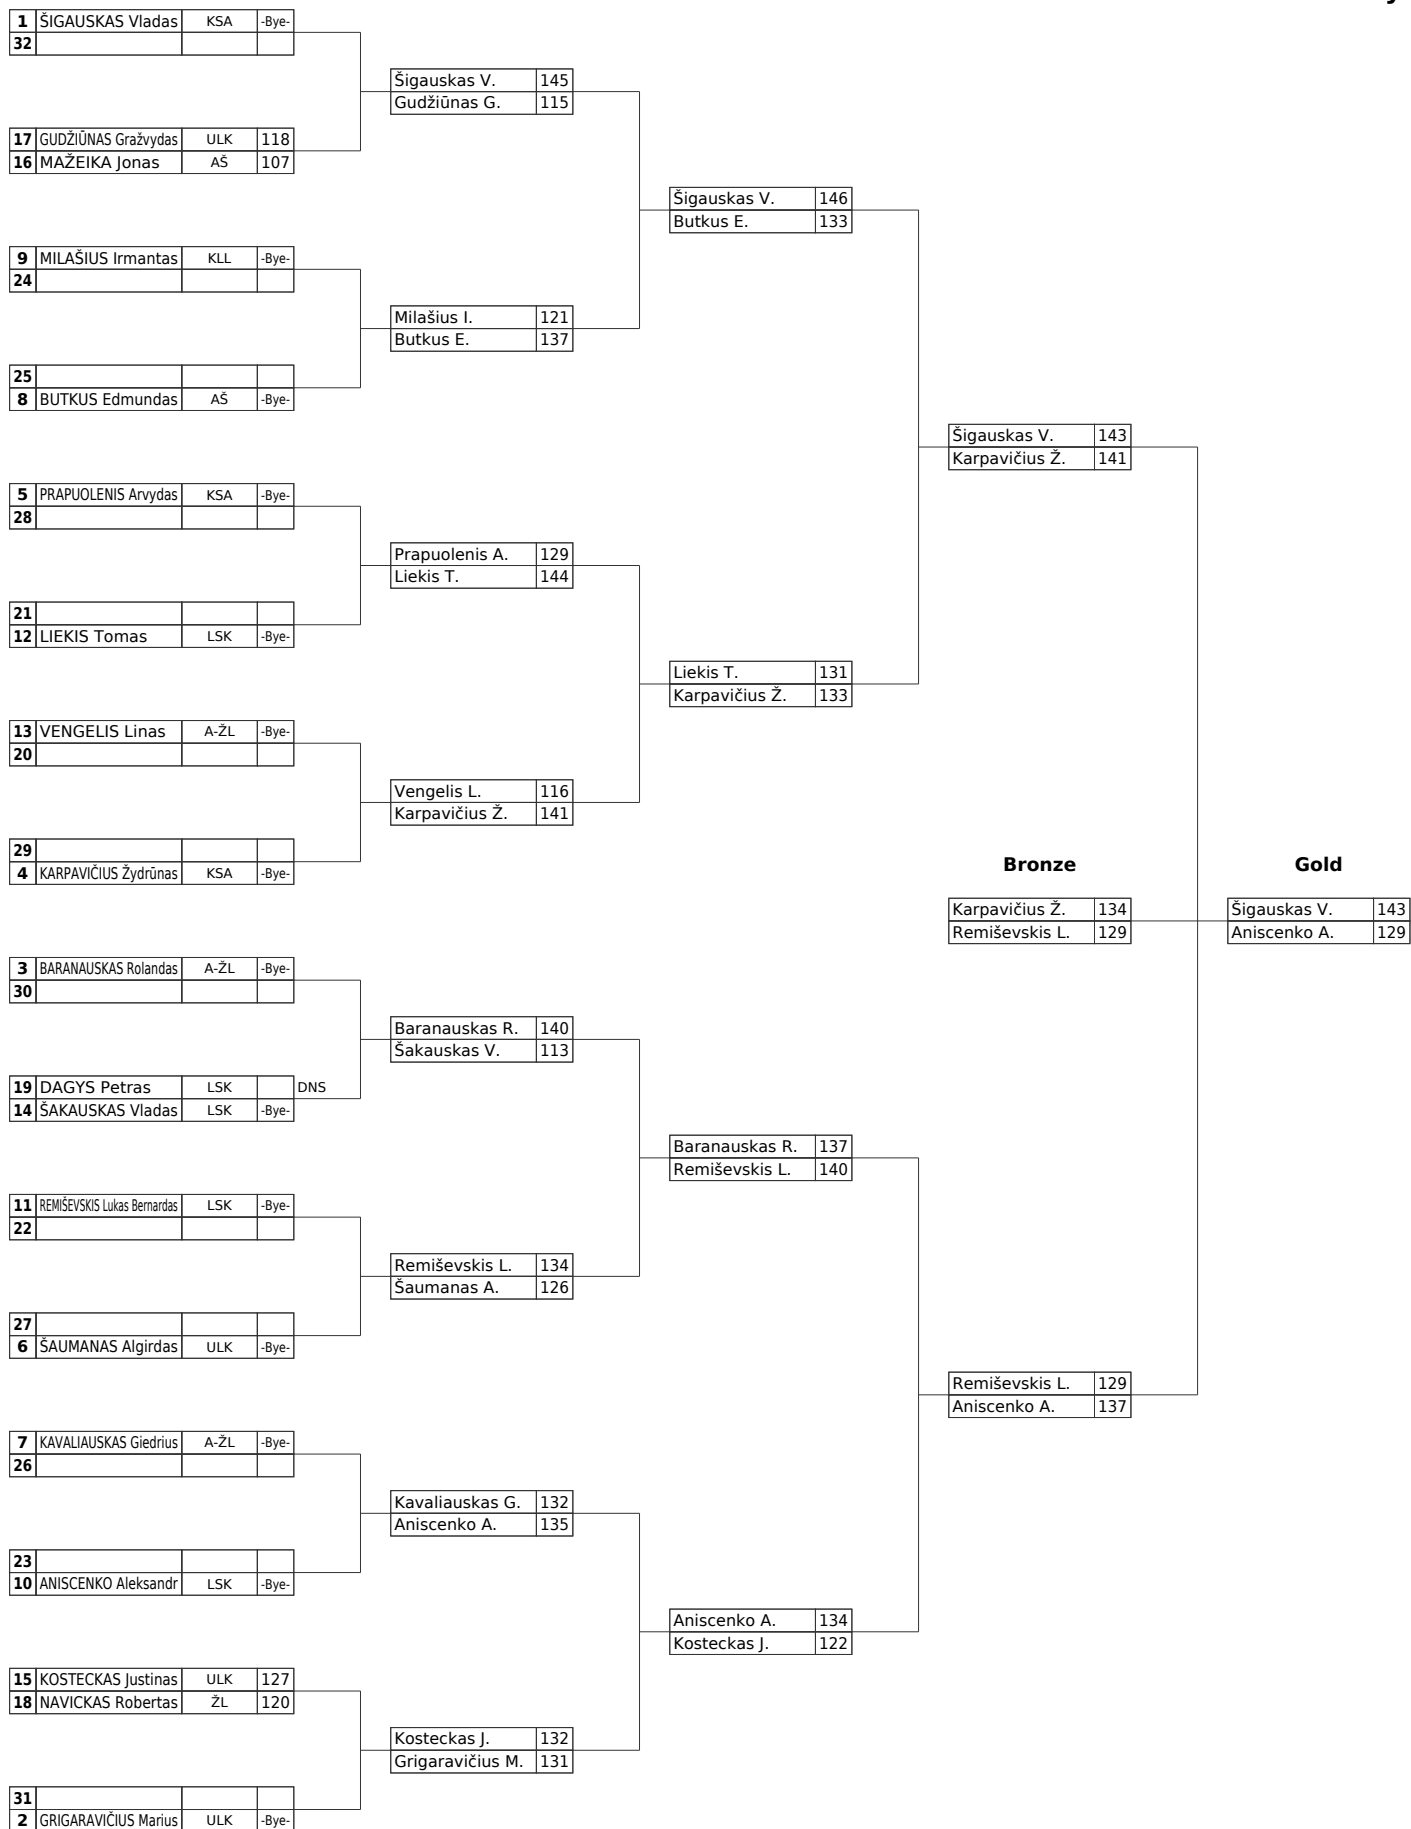 1 ŠIGAUSKAS Vladas KSA -Bye-
32
Šigauskas V. 145
Gudžiūnas G. 115
17 GUDŽIŪNAS Gražvydas ULK 118
16 MAŽEIKA Jonas AŠ 107
Šigauskas V. 146
Butkus E. 133
9 MILAŠIUS Irmantas KLL -Bye-
24
Milašius I. 121
Butkus E. 137
25
8 BUTKUS Edmundas AŠ -Bye-
Šigauskas V. 143
Karpavičius Ž. 141
5 PRAPUOLENIS Arvydas KSA -Bye-
28
Prapuolenis A. 129
Liekis T. 144
21
12 LIEKIS Tomas LSK -Bye-
Liekis T. 131
Karpavičius Ž. 133
13 VENGELIS Linas A-ŽL -Bye-
20
Vengelis L. 116
Karpavičius Ž. 141
29
4 KARPAVIČIUS Žydrūnas KSA -Bye-
Bronze Gold
Karpavičius Ž. 134 Šigauskas V. 143
Remiševskis L. 129 Aniscenko A. 129
3 BARANAUSKAS Rolandas A-ŽL -Bye-
30
Baranauskas R. 140
Šakauskas V. 113
19 DAGYS Petras LSK DNS
14 ŠAKAUSKAS Vladas LSK -Bye-
Baranauskas R. 137
Remiševskis L. 140
11 REMIŠEVSKIS Lukas Bernardas LSK -Bye-
22
Remiševskis L. 134
Šaumanas A. 126
27
6 ŠAUMANAS Algirdas ULK -Bye-
Remiševskis L. 129
Aniscenko A. 137
7 KAVALIAUSKAS Giedrius A-ŽL -Bye-
26
Kavaliauskas G. 132
Aniscenko A. 135
23
10 ANISCENKO Aleksandr LSK -Bye-
Aniscenko A. 134
Kosteckas J. 122
15 KOSTECKAS Justinas ULK 127
18 NAVICKAS Robertas ŽL 120
Kosteckas J. 132
Grigaravičius M. 131
31
2 GRIGARAVIČIUS Marius ULK -Bye-